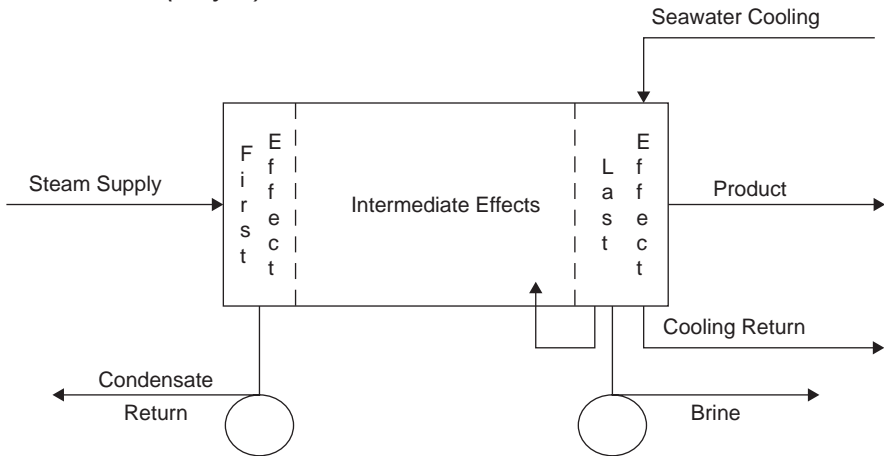 Seawater Cooling
First
Effect
Steam Supply
Intermediate Effects
Last
Effect
Product
Cooling Return
Condensate
Return
Brine